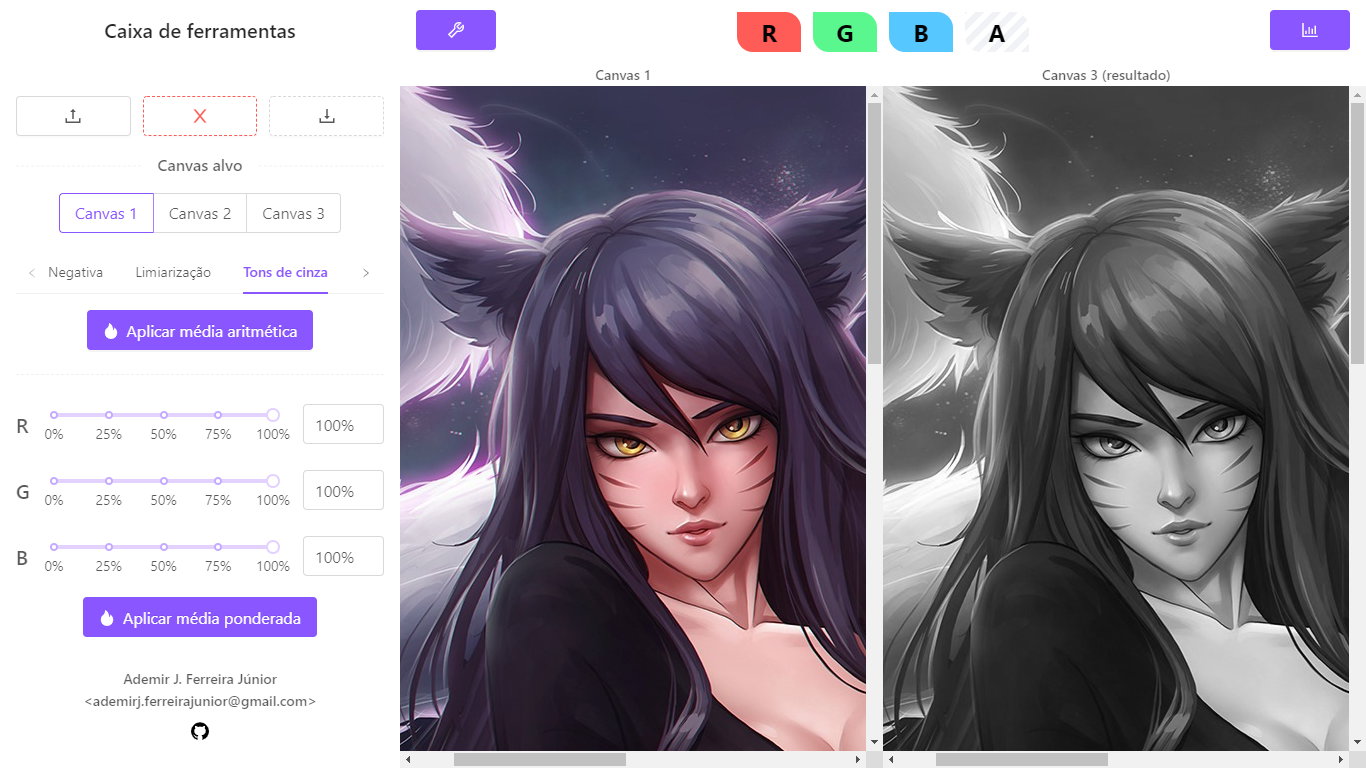 Caixa de ferramentas
R G B A
Canvas 1
Canvas 3 (resultado)
Canvas alvo
Canvas 1 Canvas 2 Canvas 3
Negativa Limiarização Tons de cinza
Aplicar média aritmética
R 0% 25% 50% 75% 100% 100%
G 0% 25% 50% 75% 100% 100%
B 0% 25% 50% 75% 100% 100%
Aplicar média ponderada
Ademir J. Ferreira Júnior
<ademirj.ferreirajunior@gmail.com>